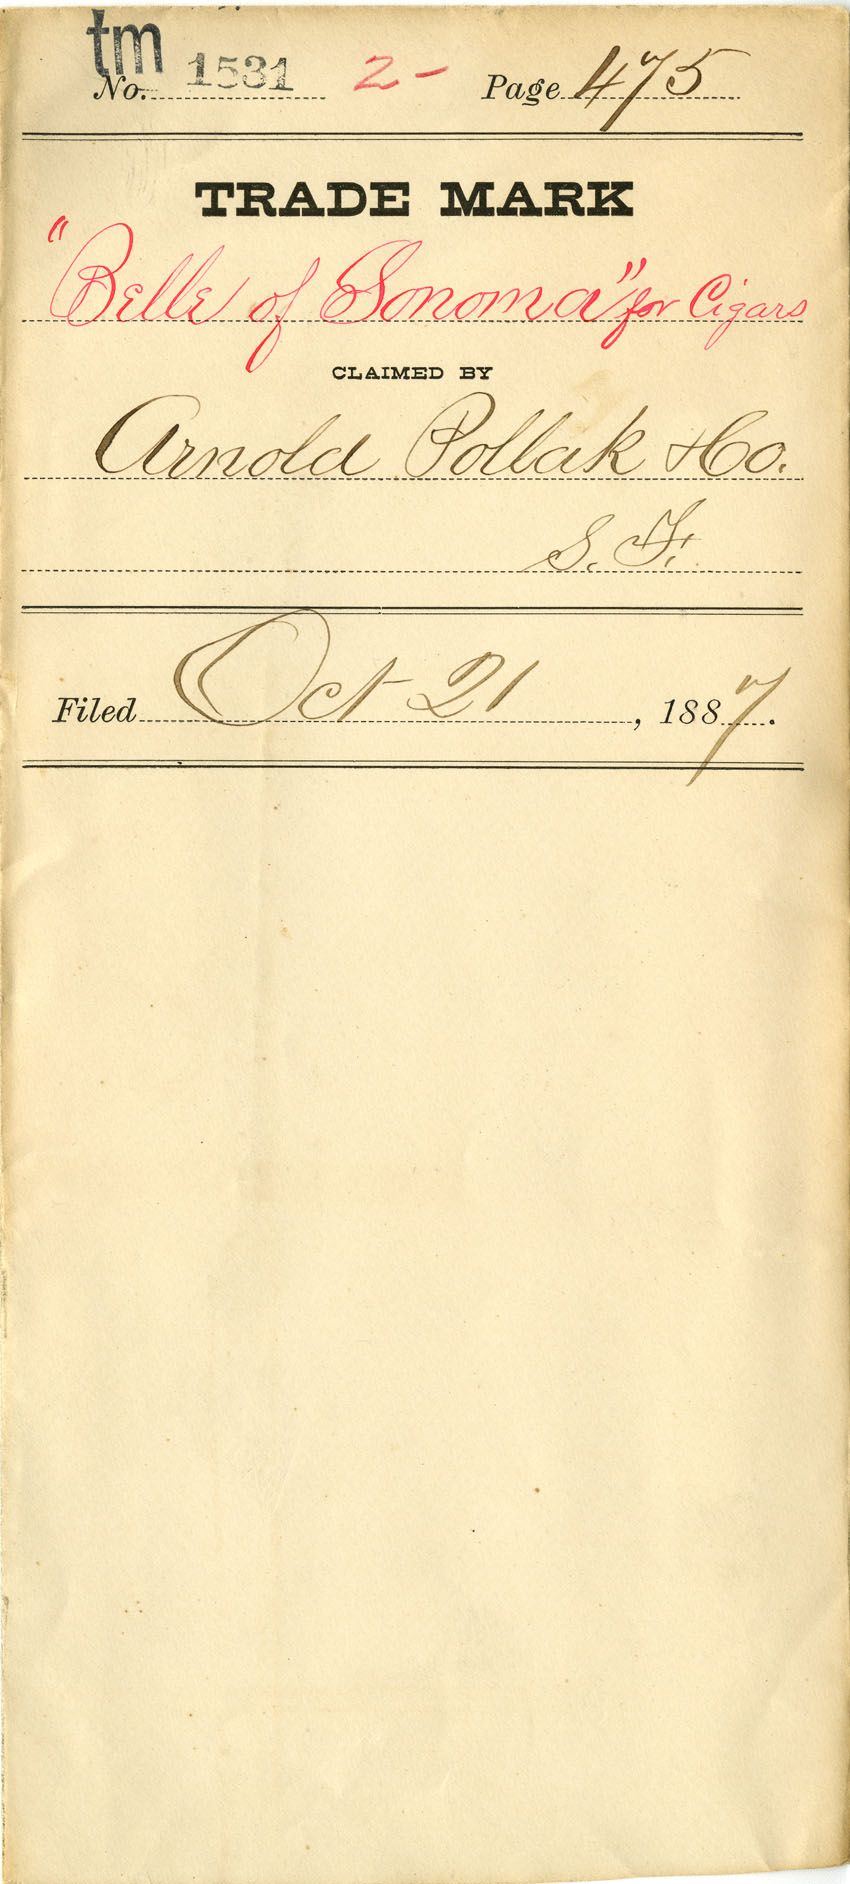 tm
No. 1531 2- Page 475
TRADE MARK
"Belle of Sonoma" for Cigars
CLAIMED BY
Arnold Pollak & Co.
S. F.
Filed Oct 21, 1887.